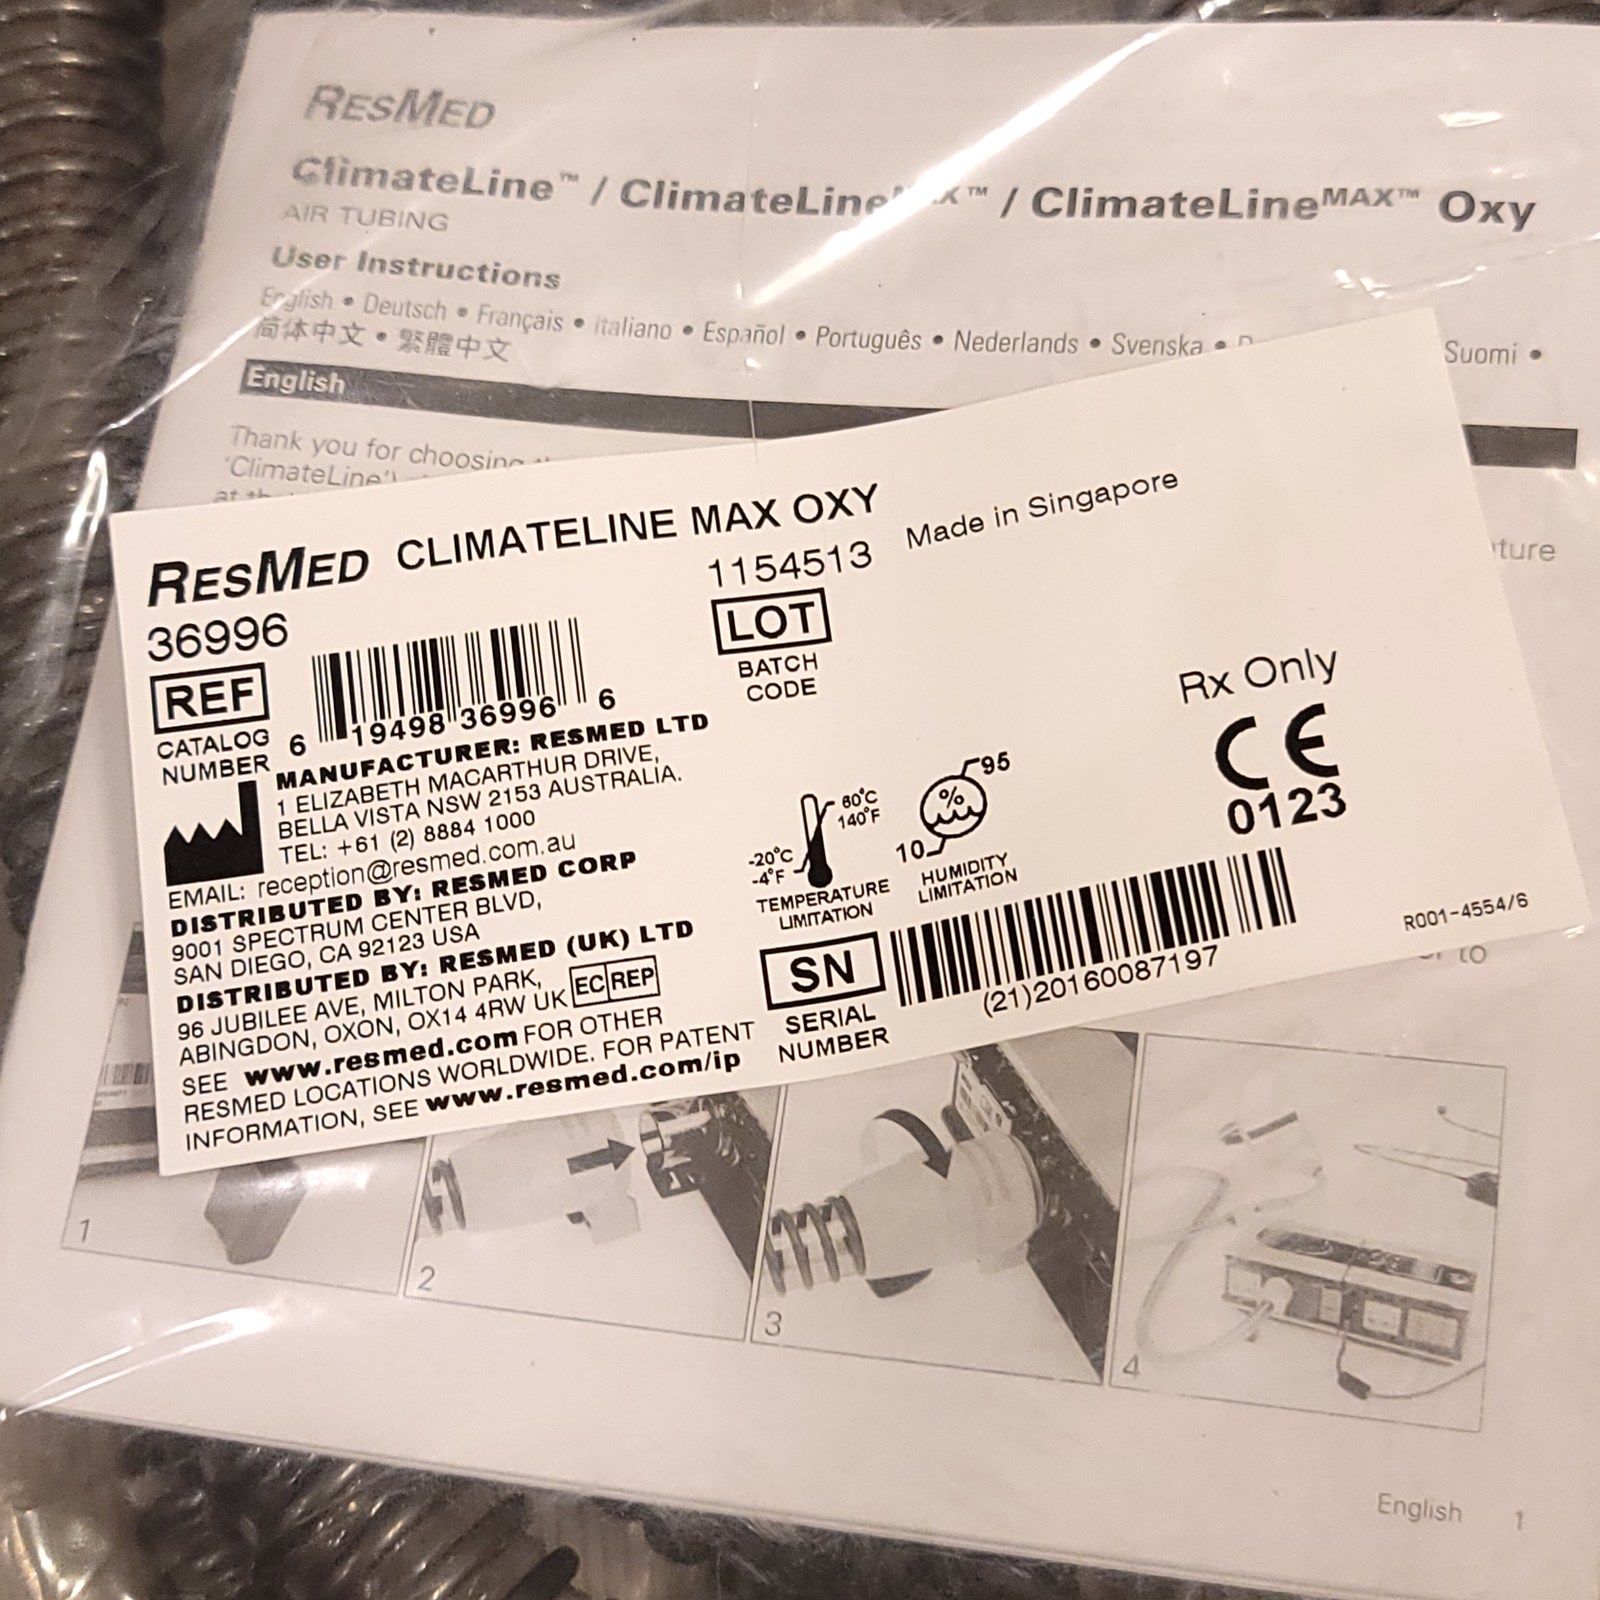 RESMED
ClimateLine™ / ClimateLine™ / ClimateLineMAX™ Oxy
AIR TUBING
User Instructions
English • Deutsch • Français • Italiano • Español • Português • Nederlands • Svenska • Suomi •
简体中文 • 繁體中文
English
Thank you for choosing
'ClimateLine')
RESMED CLIMATELINE MAX OXY
Made in Singapore
36996
REF
CATALOG
NUMBER
6 19498 36996 6
1154513
LOT
BATCH
CODE
MANUFACTURER: RESMED LTD
1 ELIZABETH MACARTHUR DRIVE,
BELLA VISTA NSW 2153 AUSTRALIA.
TEL: +61 (2) 8884 1000
EMAIL: reception@resmed.com.au
DISTRIBUTED BY: RESMED CORP
9001 SPECTRUM CENTER BLVD,
SAN DIEGO, CA 92123 USA
DISTRIBUTED BY: RESMED (UK) LTD
96 JUBILEE AVE, MILTON PARK,
ABINGDON, OXON, OX14 4RW UK
EC REP
SEE www.resmed.com FOR OTHER
RESMED LOCATIONS WORLDWIDE. FOR PATENT
INFORMATION, SEE www.resmed.com/ip
60°C
140°F
-20°C
-4°F
TEMPERATURE
LIMITATION
%
95
10
HUMIDITY
LIMITATION
Rx Only
CE
0123
SN
SERIAL
NUMBER
(21)20160087197
R001-4554/6
to
1
2
3
4
English 1